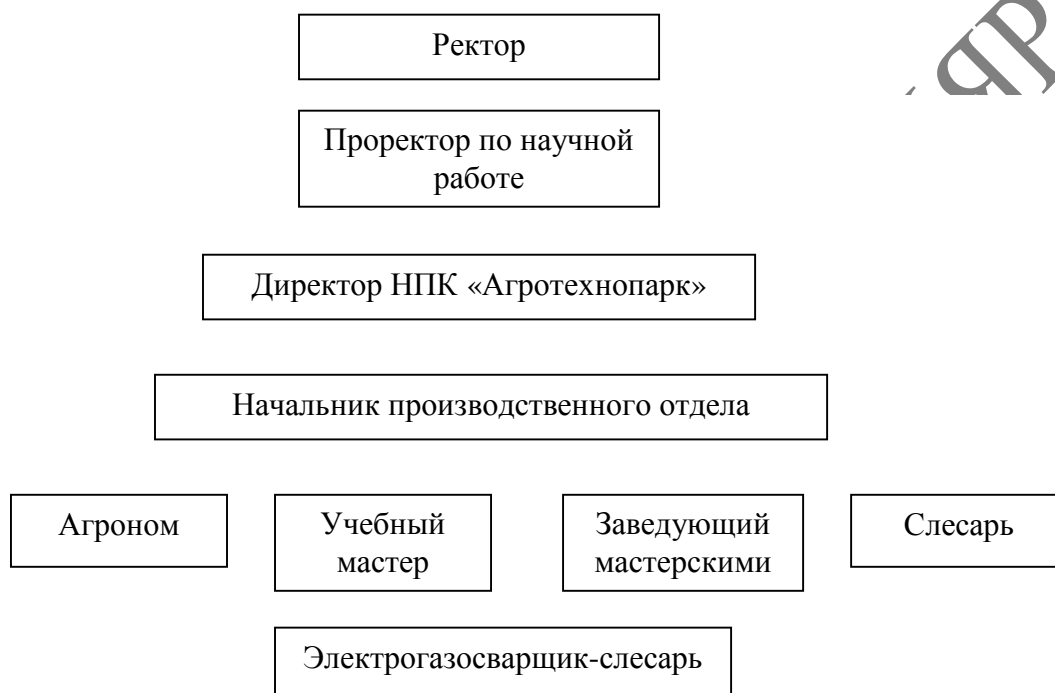 Ректор
Проректор по научной
работе
Директор НПК «Агротехнопарк»
Начальник производственного отдела
Агроном
Учебный
мастер
Заведующий
мастерскими
Слесарь
Электрогазосварщик-слесарь